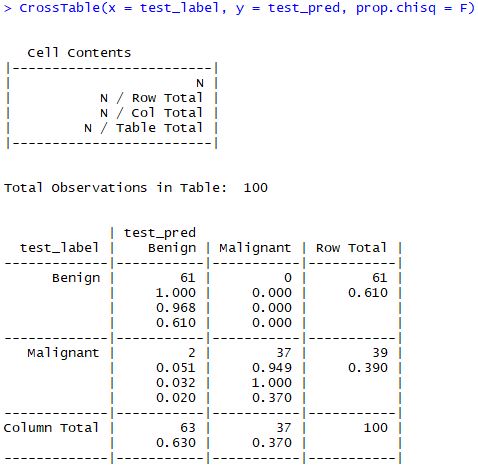 > CrossTable(x = test_label, y = test_pred, prop.chisq = F)
Cell Contents
|-------------------------|
|                       N |
|           N / Row Total |
|           N / Col Total |
|         N / Table Total |
|-------------------------|
Total Observations in Table:  100
             | test_pred
  test_label |    Benign | Malignant | Row Total |
-------------|-----------|-----------|-----------|
      Benign |        61 |         0 |        61 |
             |     1.000 |     0.000 |     0.610 |
             |     0.968 |     0.000 |           |
             |     0.610 |     0.000 |           |
-------------|-----------|-----------|-----------|
   Malignant |         2 |        37 |        39 |
             |     0.051 |     0.949 |     0.390 |
             |     0.032 |     1.000 |           |
             |     0.020 |     0.370 |           |
-------------|-----------|-----------|-----------|
Column Total |        63 |        37 |       100 |
             |     0.630 |     0.370 |           |
-------------|-----------|-----------|-----------|